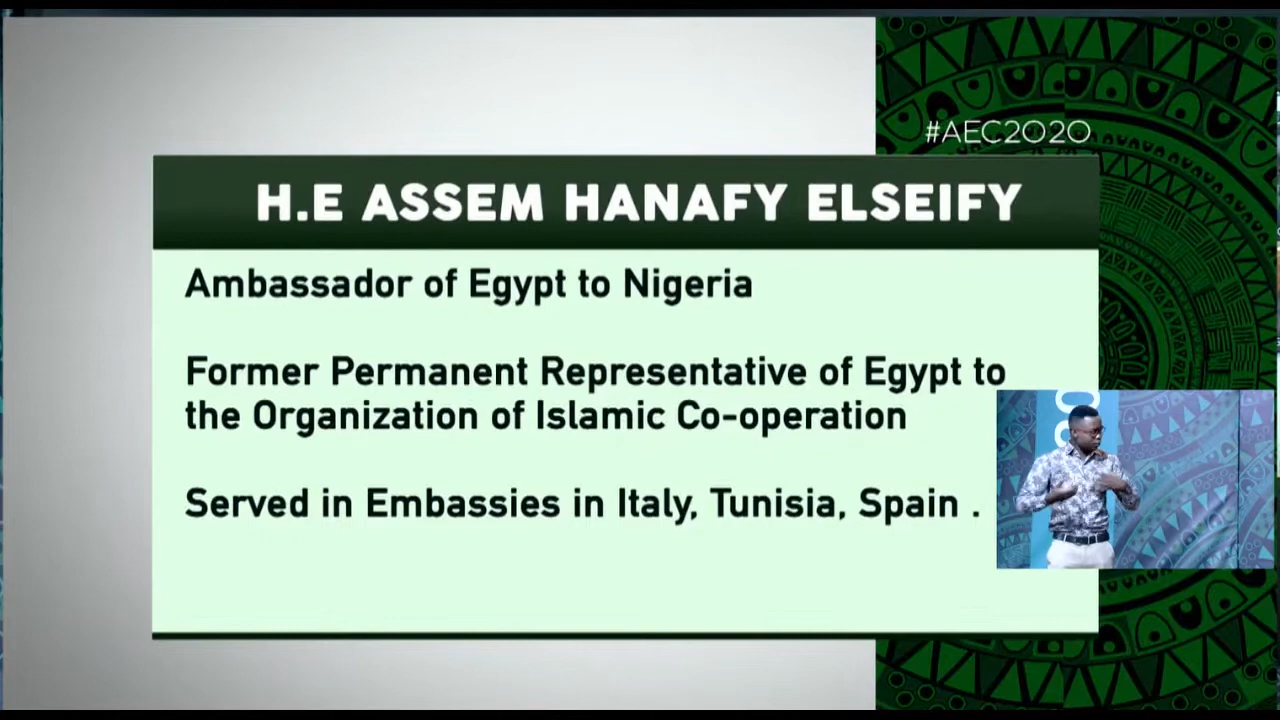 #AEC2020
H.E ASSEM HANAFY ELSEIFY
Ambassador of Egypt to Nigeria
Former Permanent Representative of Egypt to
the Organization of Islamic Co-operation
Served in Embassies in Italy, Tunisia, Spain .